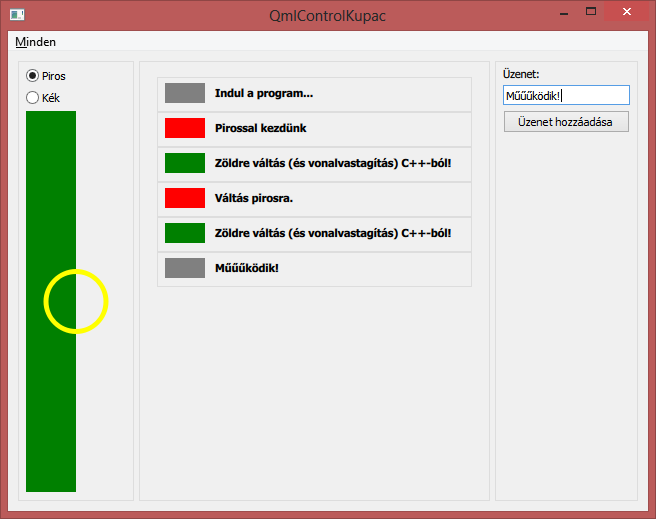 QmlControlKupac
Minden
Piros
Kék
Indul a program...
Pirossal kezdünk
Zöldre váltás (és vonalvastagítás) C++-ból!
Váltás pirosra.
Zöldre váltás (és vonalvastagítás) C++-ból!
Műűűködik!
Üzenet:
Műűűködik!
Üzenet hozzáadása